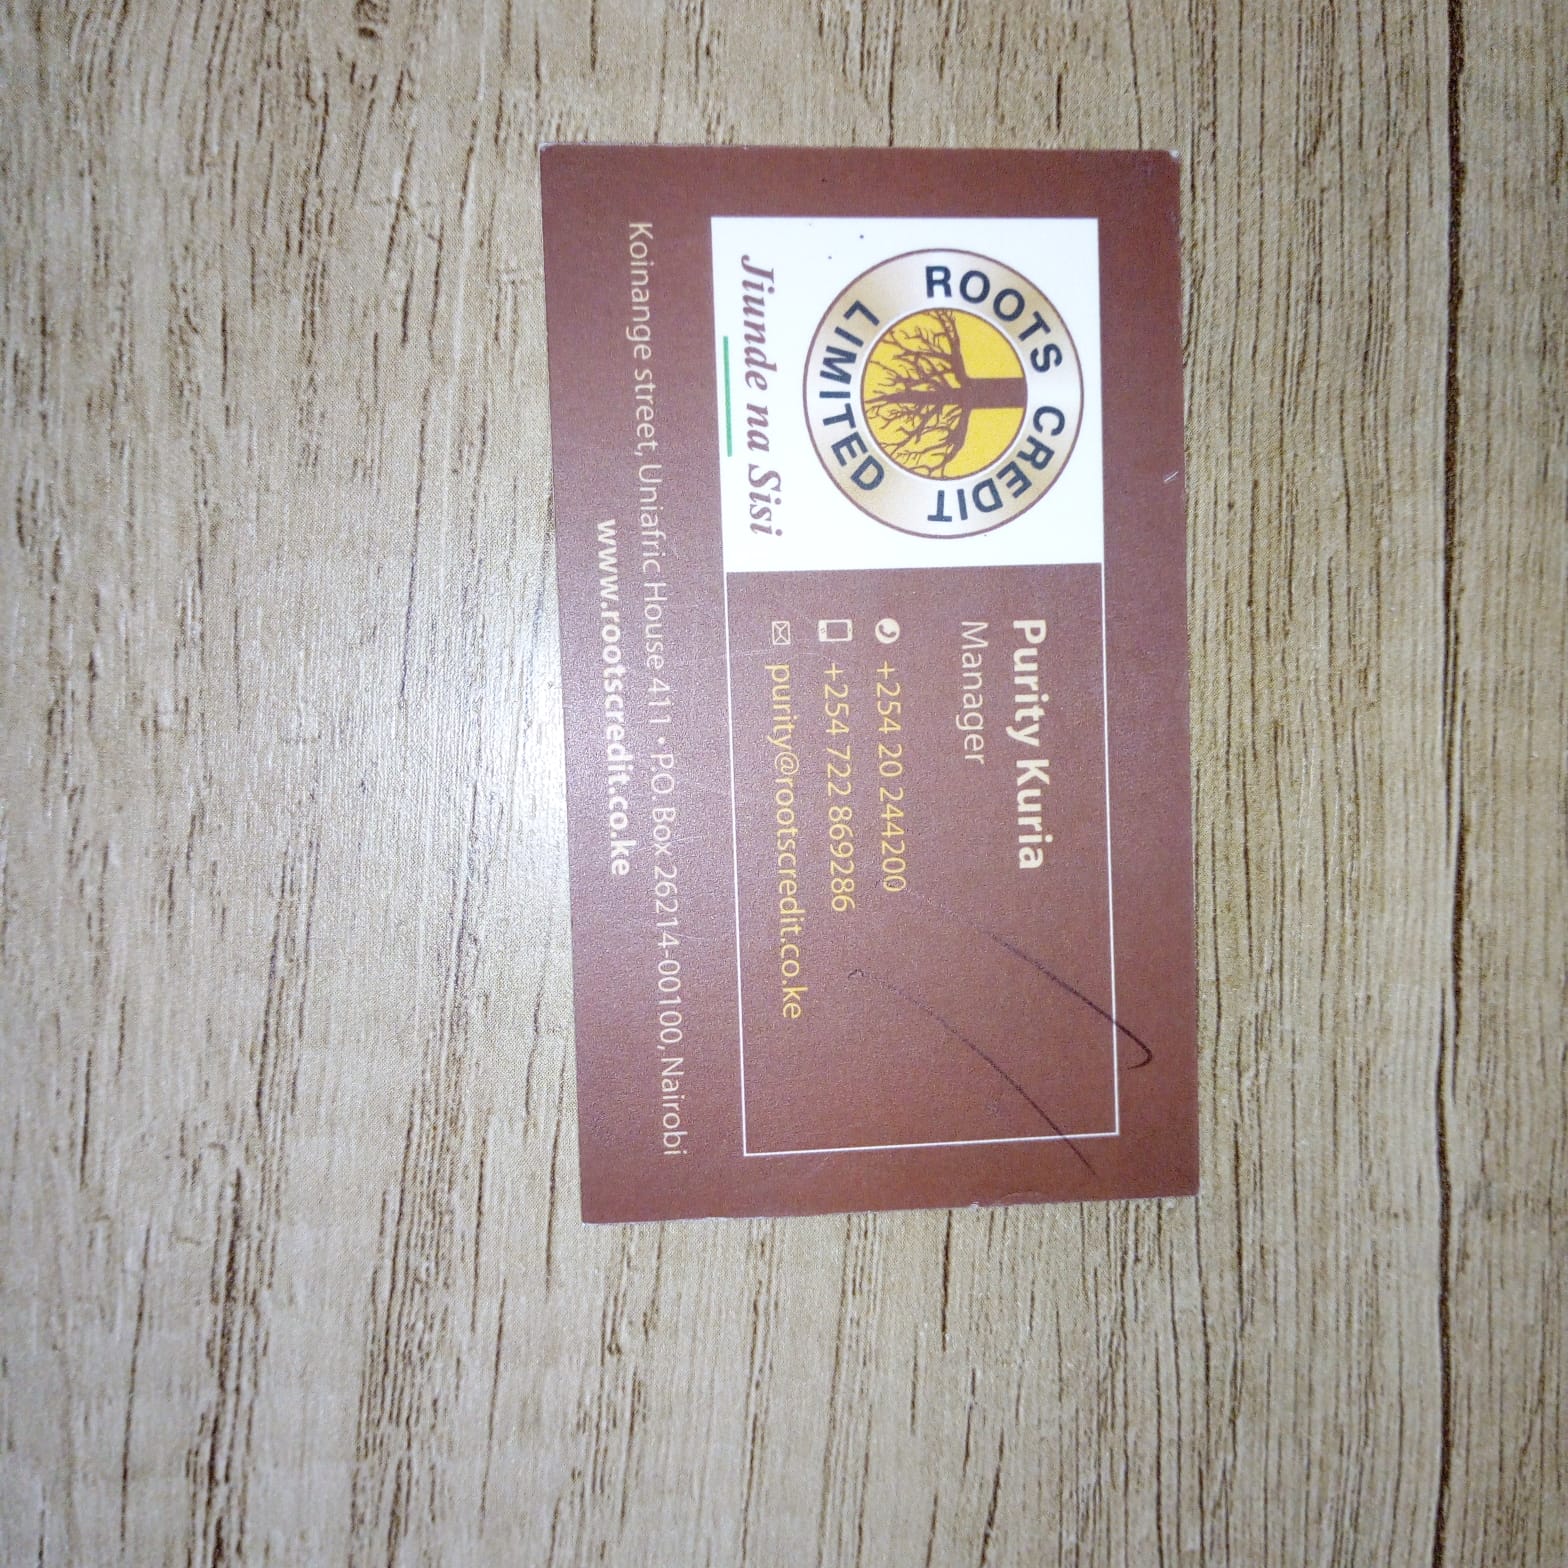 ROOTS CREDIT LIMITED
Jiunde na Sisi
Purity Kuria
Manager
+254 20 244200
+254 722 869286
purity@rootscredit.co.ke
Koinange street, Uniafric House 411 • PO Box 26214-00100, Nairobi
www.rootscredit.co.ke